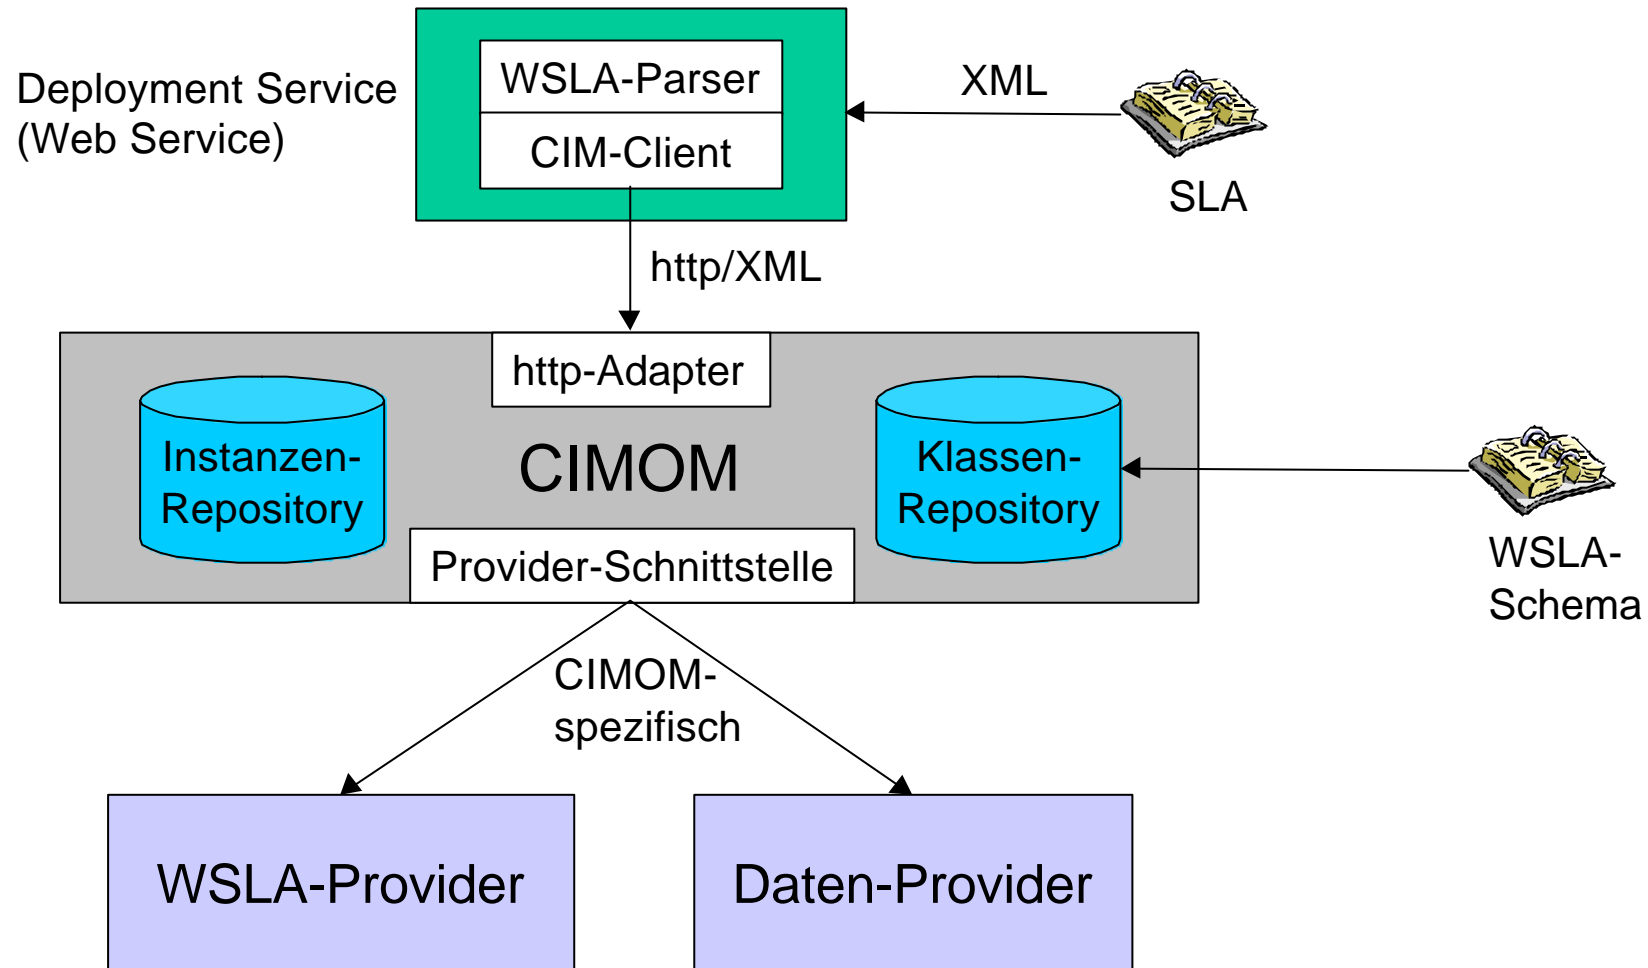 Deployment Service
(Web Service)
WSLA-Parser
CIM-Client
XML
SLA
http/XML
http-Adapter
Instanzen-
Repository
CIMOM
Klassen-
Repository
Provider-Schnittstelle
WSLA-
Schema
CIMOM-
spezifisch
WSLA-Provider
Daten-Provider